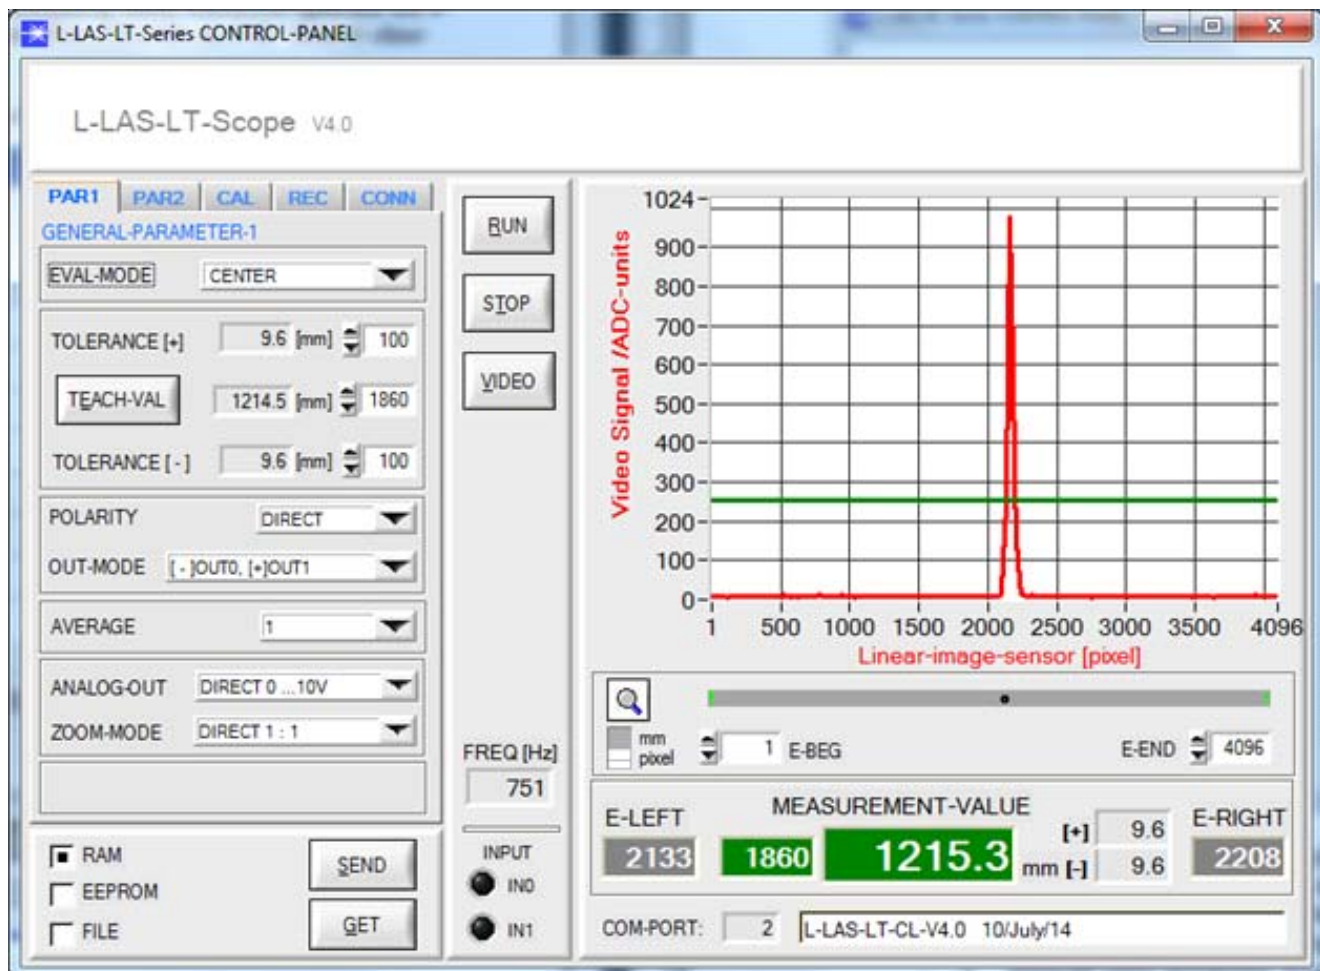 L-LAS-LT-Series CONTROL-PANEL
L-LAS-LT-Scope V4.0
PAR1 PAR2 CAL REC CONN
GENERAL-PARAMETER-1
EVAL-MODE CENTER
TOLERANCE [+] 9.6 [mm] 100
TEACH-VAL 1214.5 [mm] 1860
TOLERANCE [ - ] 9.6 [mm] 100
POLARITY DIRECT
OUT-MODE [ - ]OUT0, [+]OUT1
AVERAGE 1
ANALOG-OUT DIRECT 0 ...10V
ZOOM-MODE DIRECT 1 : 1
RAM
EEPROM
FILE
SEND
GET
RUN
STOP
VIDEO
FREQ [Hz]
751
INPUT
IN0
IN1
Video Signal /ADC-units
1024
900
800
700
600
500
400
300
200
100
0
1 500 1000 1500 2000 2500 3000 3500 4096
Linear-image-sensor [pixel]
mm
pixel
1 E-BEG E-END 4096
MEASUREMENT-VALUE
E-LEFT
2133
1860 1215.3 mm
[+] 9.6
[-] 9.6
E-RIGHT
2208
COM-PORT: 2 L-LAS-LT-CL-V4.0 10/July/14